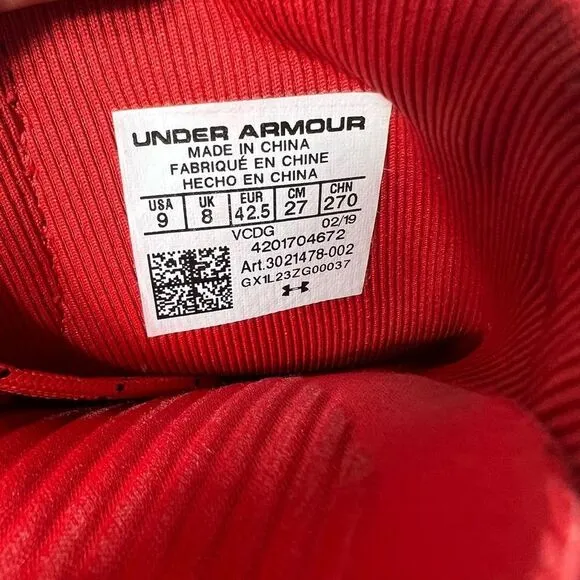 UNDER ARMOUR
MADE IN CHINA
FABRIQUÉ EN CHINE
HECHO EN CHINA
USA UK EUR CM CHN
9 8 42.5 27 270
VCDG 02/19
4201704672
Art.3021478-002
GX1L23ZG00037